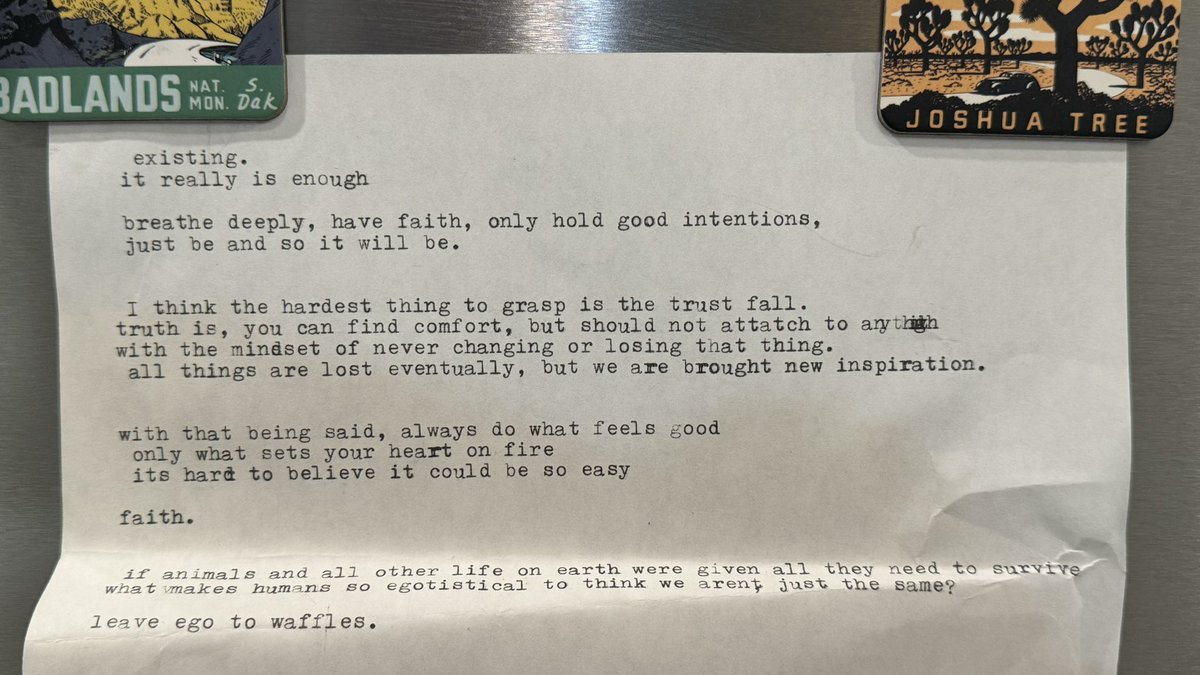 BADLANDS NAT. MON. S. Dak
JOSHUA TREE
existing.
it really is enough
breathe deeply, have faith, only hold good intentions,
just be and so it will be.
I think the hardest thing to grasp is the trust fall.
truth is, you can find comfort, but should not attatch to
with the mindset of never changing or losing that thing.
all things are lost eventually, but we are brought new inspiration.
with that being said, always do what feels good
only what sets your heart on fire
its hard to believe it could be so easy
faith.
if animals and all other life on earth were given all they need to survive
what makes humans so egotistical to think we arent, just the same?
leave ego to waffles.